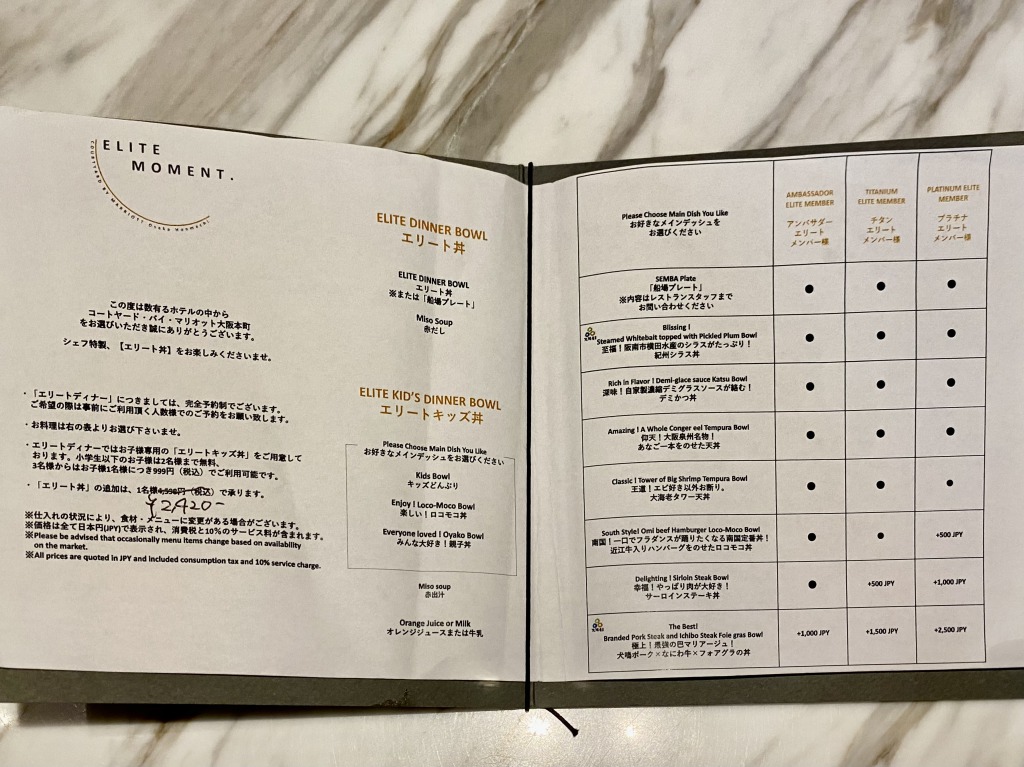 ELITE
MOMENT.
COURTYARD BY MARRIOTT Osaka Honmachi
この度は数有るホテルの中から
コートヤード・バイ・マリオット大阪本町
をお選びいただき誠にありがとうございます。
シェフ特製、【エリート丼】をお楽しみくださいませ。
・「エリートディナー」につきましては、完全予約制でございます。
ご希望の際は事前にご利用頂く人数様でのご予約をお願い致します。
・お料理は右の表よりお選び下さいませ。
・エリートディナーではお子様専用の「エリートキッズ丼」をご用意して
おります。小学生以下のお子様は2名様まで無料、
3名様からはお子様1名様につき999円（税込）でご利用可能です。
・「エリート丼」の追加は、1名様4,598円（税込）で承ります。
¥2,420-
※仕入れの状況により、食材・メニューに変更がある場合がございます。
※価格は全て日本円(JPY)で表示され、消費税と10％のサービス料が含まれます。
※Please be advised that occasionally menu items change based on availability
on the market.
※All prices are quoted in JPY and included consumption tax and 10% service charge.
ELITE DINNER BOWL
エリート丼
ELITE DINNER BOWL
エリート丼
※または「船場プレート」
Miso Soup
赤だし
ELITE KID'S DINNER BOWL
エリートキッズ丼
Please Choose Main Dish You Like
お好きなメインデッシュをお選びください
Kids Bowl
キッズどんぶり
Enjoy ! Loco-Moco Bowl
楽しい！ロコモコ丼
Everyone loved ! Oyako Bowl
みんな大好き！親子丼
Miso soup
赤出汁
Orange Juice or Milk
オレンジジュースまたは牛乳
Please Choose Main Dish You Like
お好きなメインデッシュを
お選びください
AMBASSADOR
ELITE MEMBER
アンバサダー
エリート
メンバー様
TITANIUM
ELITE MEMBER
チタン
エリート
メンバー様
PLATINUM ELITE
MEMBER
プラチナ
エリート
メンバー様
SEMBA Plate
「船場プレート」
※内容はレストランスタッフまで
お問い合わせください
● ● ●
Blissing !
Steamed Whitebait topped with Pickled Plum Bowl
至福！阪南市横田水産のシラスがたっぷり！
紀州シラス丼
● ● ●
Rich in Flavor ! Demi-glace sauce Katsu Bowl
深味！自家製濃縮デミグラスソースが絡む！
デミかつ丼
● ● ●
Amazing ! A Whole Conger eel Tempura Bowl
仰天！大阪泉州名物！
あなご一本をのせた天丼
● ● ●
Classic ! Tower of Big Shrimp Tempura Bowl
王道！エビ好き以外お断り。
大海老タワー天丼
● ● ●
South Style! Omi beef Hamburger Loco-Moco Bowl
南国！一口でフラダンスが踊りたくなる南国定番丼！
近江牛入りハンバーグをのせたロコモコ丼
● ● +500 JPY
Delighting ! Sirloin Steak Bowl
幸福！やっぱり肉が大好き！
サーロインステーキ丼
● +500 JPY +1,000 JPY
The Best!
Branded Pork Steak and Ichibo Steak Foie gras Bowl
極上！最強の巴マリアージュ！
犬鳴ポーク×なにわ牛×フォアグラの丼
+1,000 JPY +1,500 JPY +2,500 JPY